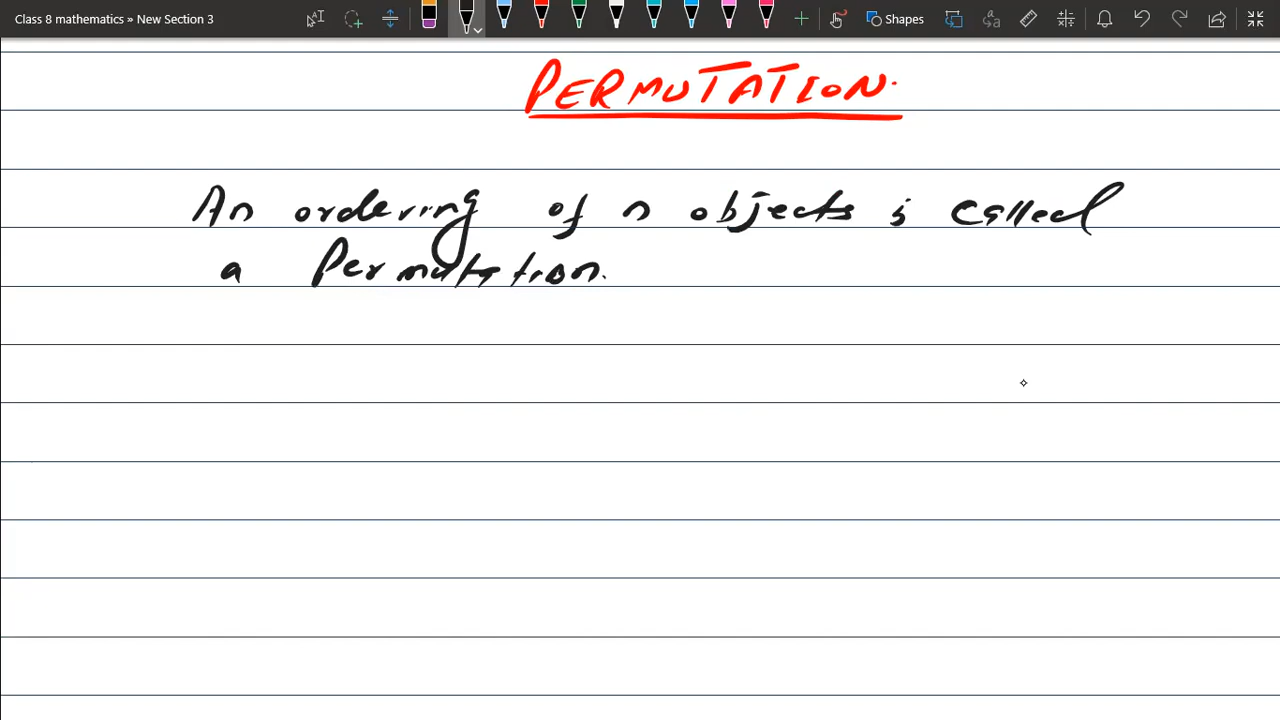 Class 8 mathematics » New Section 3
Shapes
PERMUTATION.
An ordering of n objects is called
a Permutation.